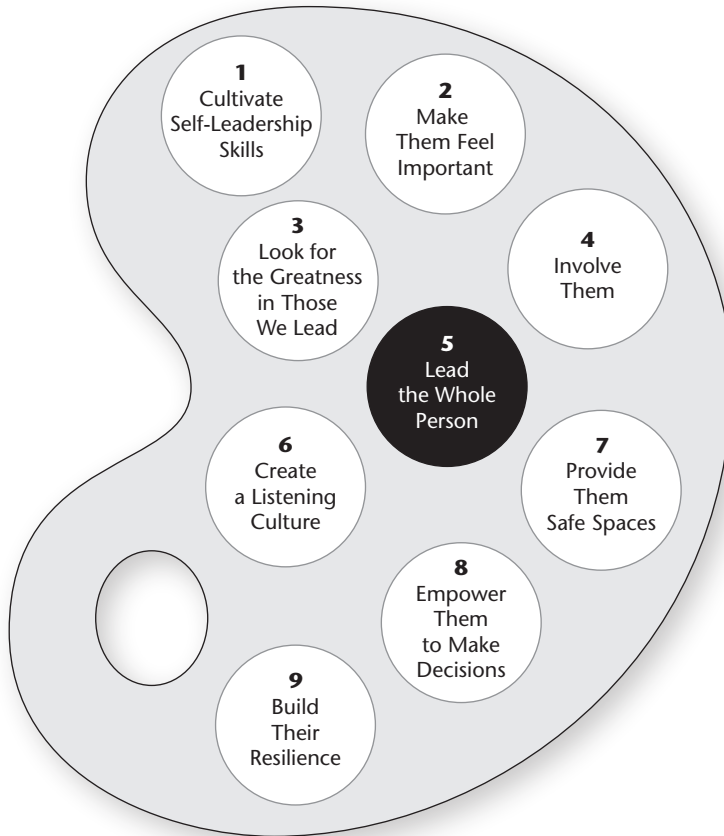 1
Cultivate
Self-Leadership
Skills
2
Make
Them Feel
Important
3
Look for
the Greatness
in Those
We Lead
4
Involve
Them
5
Lead
the Whole
Person
6
Create
a Listening
Culture
7
Provide
Them
Safe Spaces
8
Empower
Them
to Make
Decisions
9
Build
Their
Resilience